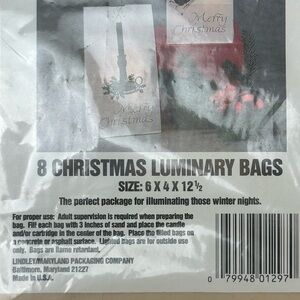 Merry
Christmas
Merry
Christmas
8 CHRISTMAS LUMINARY BAGS
SIZE: 6 X 4 X 12 ½
The perfect package for illuminating those winter nights.
For proper use: Adult supervision is required when preparing the
bag. Fill each bag with 3 inches of sand and place the candle
and/or cartridge in the center of the bag. Place the filled bags on
a concrete or asphalt surface. Lighted Bags are for outside use
only. Bags are flame retardant.
LINDLEY/MARYLAND PACKAGING COMPANY
Baltimore, Maryland 21227
Made in U.S.A.
0 79948 01297